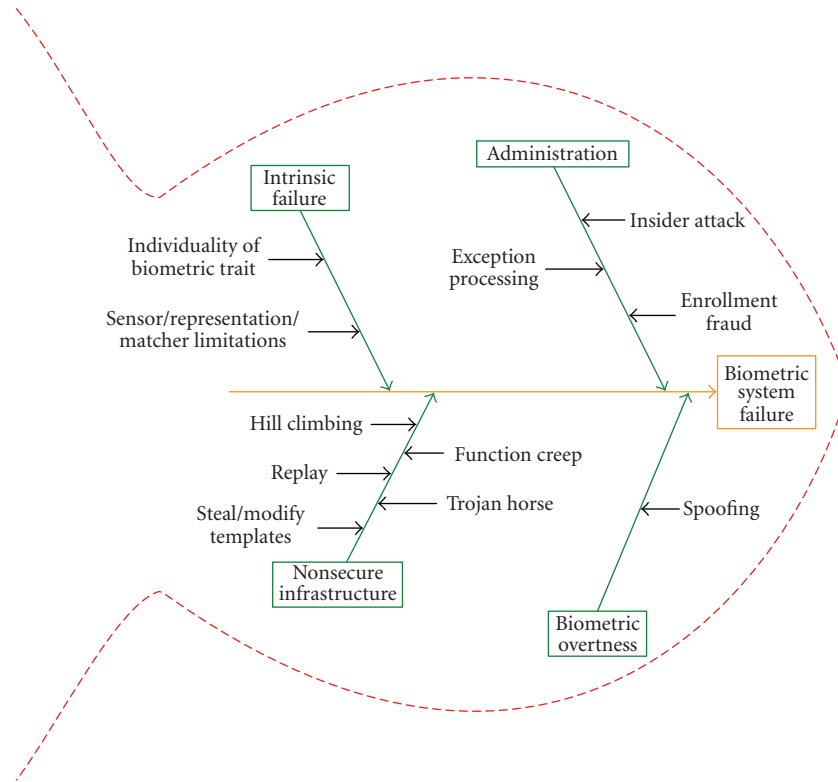 Administration
Intrinsic
failure
Insider attack
Individuality of
biometric trait
Exception
processing
Sensor/representation/
matcher limitations
Enrollment
fraud
Biometric
system
failure
Hill climbing
Function creep
Replay
Trojan horse
Steal/modify
templates
Spoofing
Nonsecure
infrastructure
Biometric
overtness